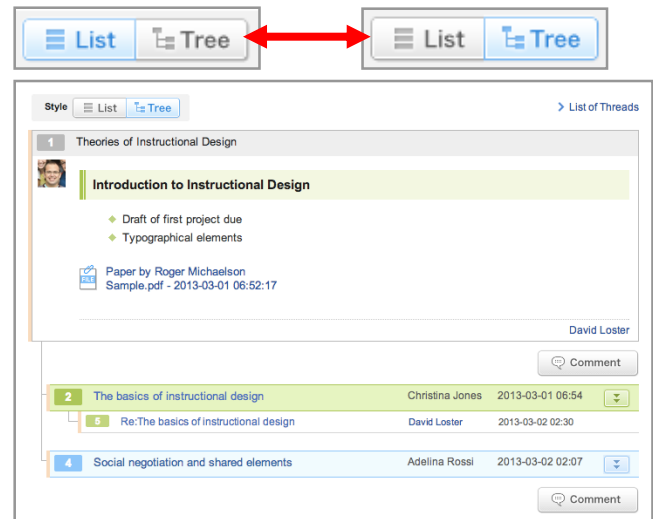 List Tree List Tree
Style List Tree > List of Threads
1 Theories of Instructional Design
Introduction to Instructional Design
Draft of first project due
Typographical elements
FILE Paper by Roger Michaelson
Sample.pdf - 2013-03-01 06:52:17
David Loster
Comment
2 The basics of instructional design Christina Jones 2013-03-01 06:54
5 Re:The basics of instructional design David Loster 2013-03-02 02:30
4 Social negotiation and shared elements Adelina Rossi 2013-03-02 02:07
Comment